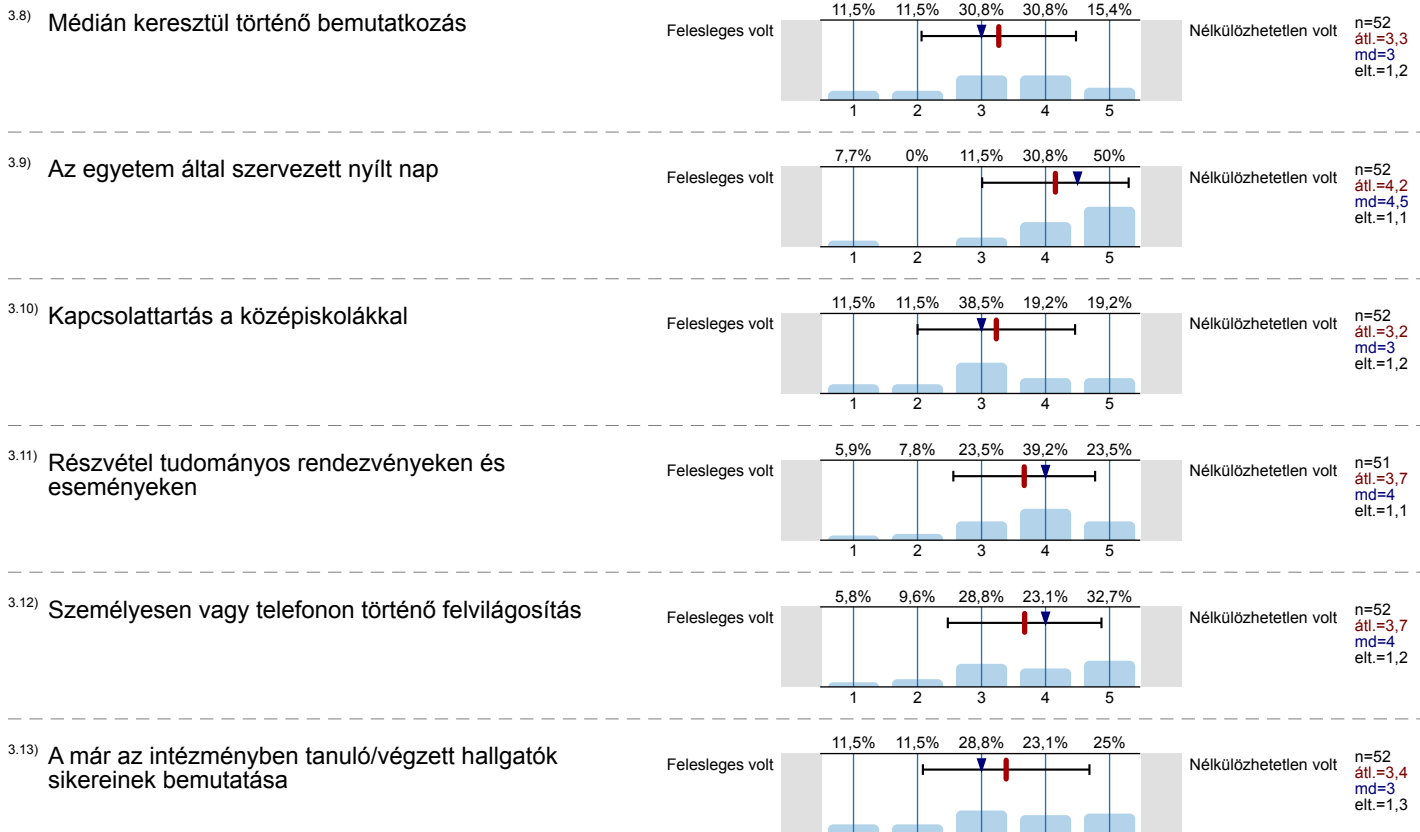 3.8) Médián keresztül történő bemutatkozás
Felesleges volt
11,5% 11,5% 30,8% 30,8% 15,4%
1 2 3 4 5
Nélkülözhetetlen volt
n=52
átl.=3,3
md=3
elt.=1,2
3.9) Az egyetem által szervezett nyílt nap
Felesleges volt
7,7% 0% 11,5% 30,8% 50%
1 2 3 4 5
Nélkülözhetetlen volt
n=52
átl.=4,2
md=4,5
elt.=1,1
3.10) Kapcsolattartás a középiskolákkal
Felesleges volt
11,5% 11,5% 38,5% 19,2% 19,2%
1 2 3 4 5
Nélkülözhetetlen volt
n=52
átl.=3,2
md=3
elt.=1,2
3.11) Részvétel tudományos rendezvényeken és
eseményeken
Felesleges volt
5,9% 7,8% 23,5% 39,2% 23,5%
1 2 3 4 5
Nélkülözhetetlen volt
n=51
átl.=3,7
md=4
elt.=1,1
3.12) Személyesen vagy telefonon történő felvilágosítás
Felesleges volt
5,8% 9,6% 28,8% 23,1% 32,7%
1 2 3 4 5
Nélkülözhetetlen volt
n=52
átl.=3,7
md=4
elt.=1,2
3.13) A már az intézményben tanuló/végzett hallgatók
sikereinek bemutatása
Felesleges volt
11,5% 11,5% 28,8% 23,1% 25%
Nélkülözhetetlen volt
n=52
átl.=3,4
md=3
elt.=1,3